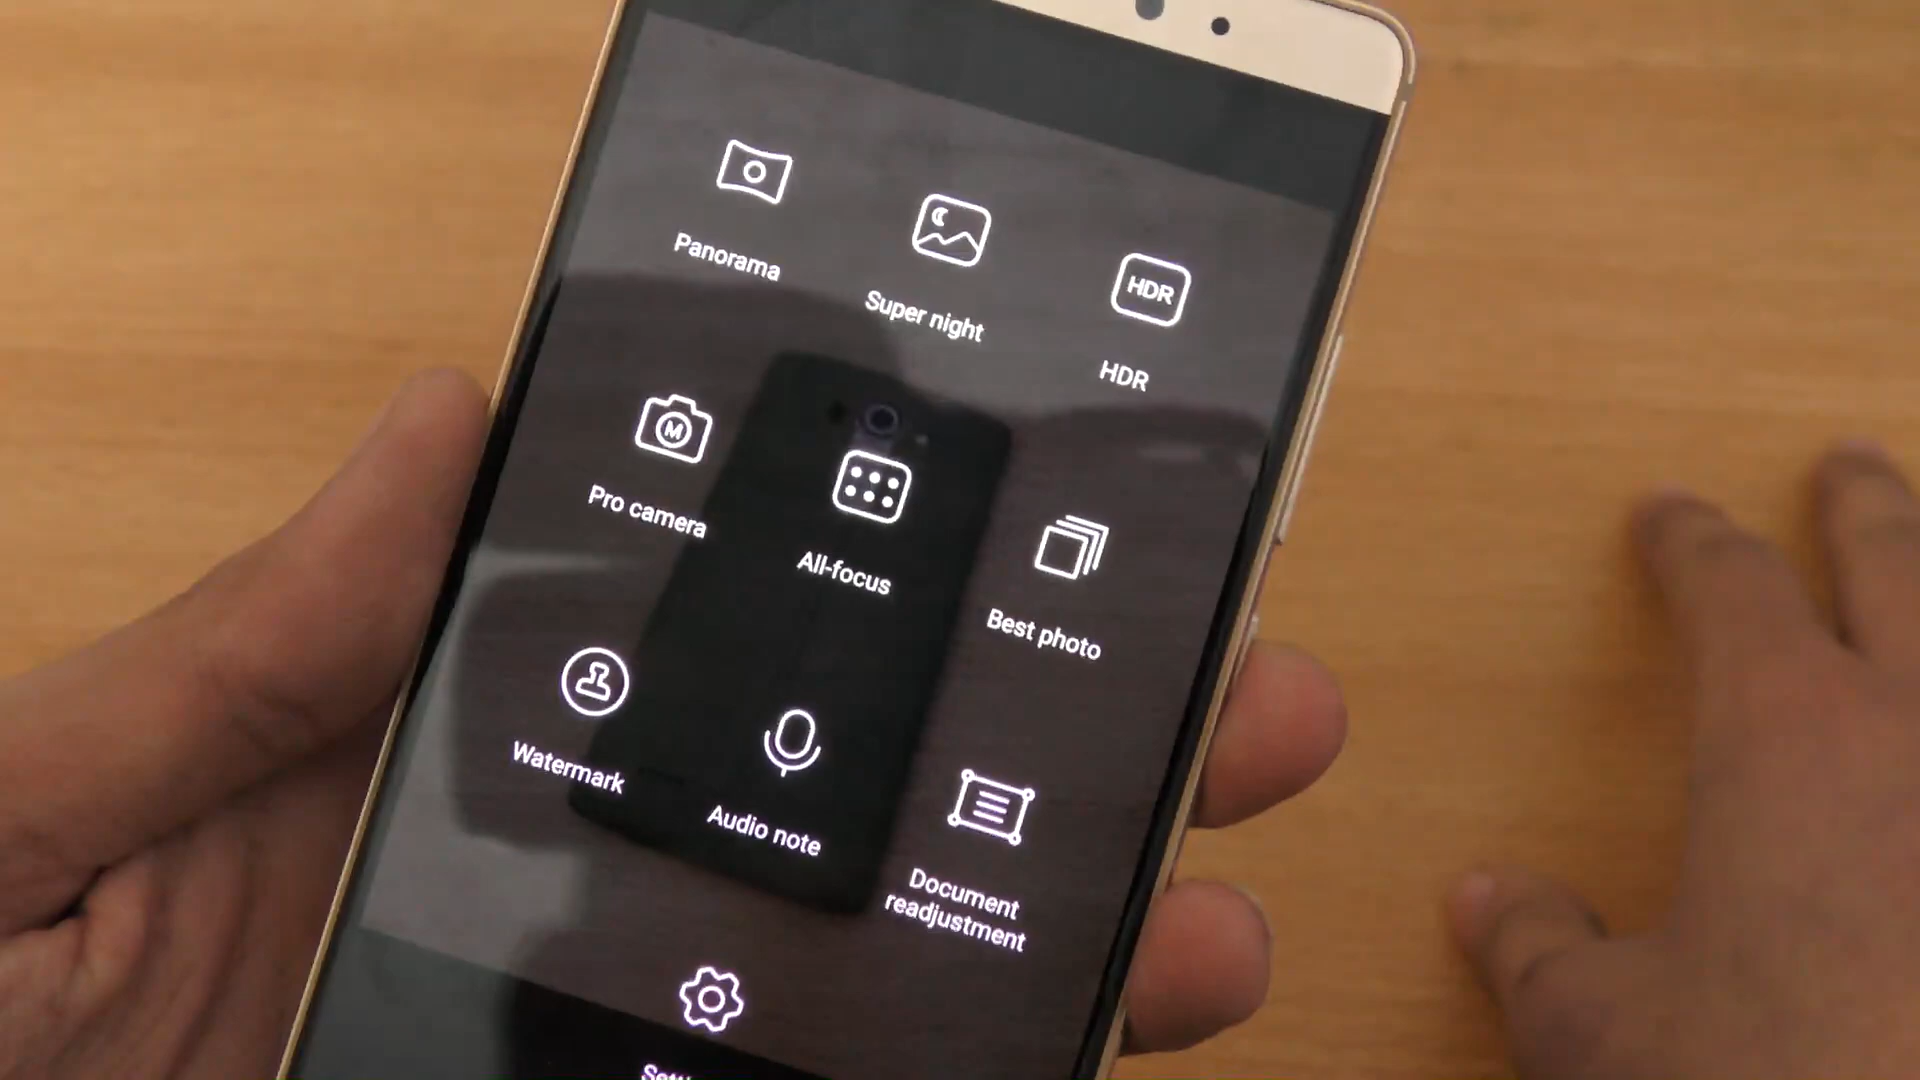 Panorama
Super night
HDR
HDR
M
Pro camera
All-focus
Best photo
Watermark
Audio note
Document
readjustment